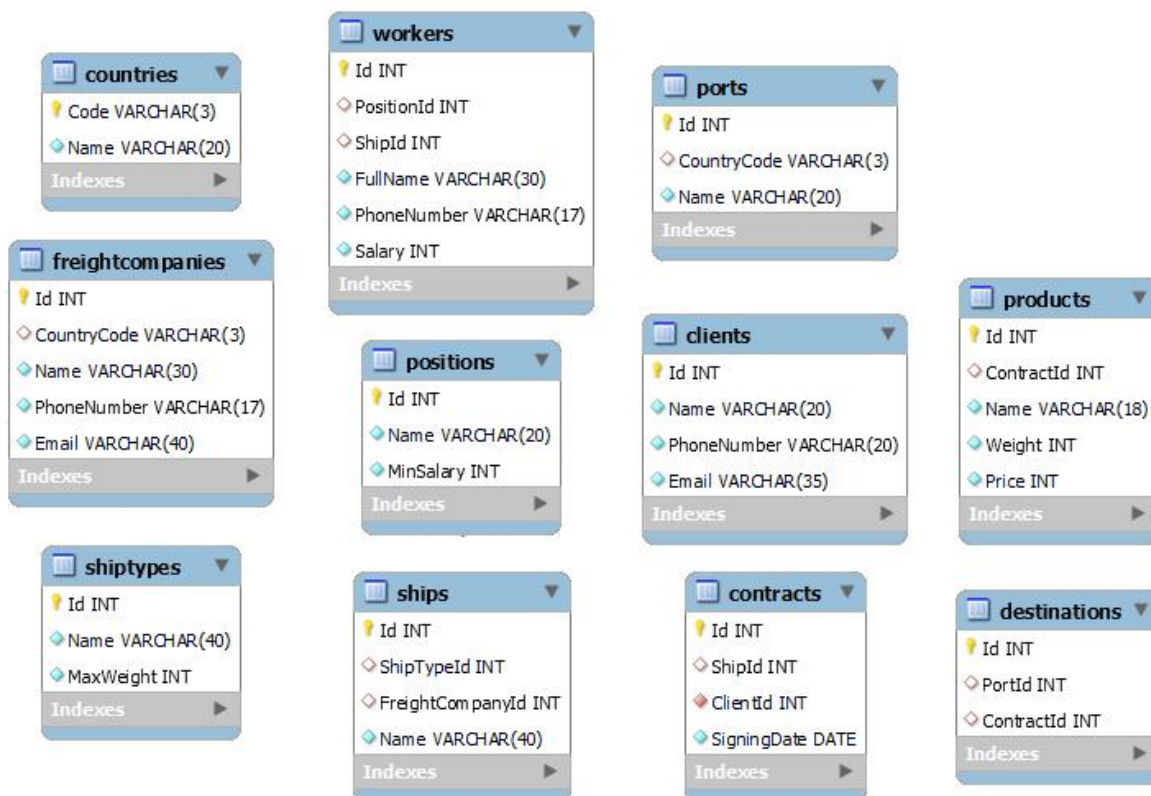 countries
Code VARCHAR(3)
Name VARCHAR(20)
Indexes
workers
Id INT
PositionId INT
ShipId INT
FullName VARCHAR(30)
PhoneNumber VARCHAR(17)
Salary INT
Indexes
ports
Id INT
CountryCode VARCHAR(3)
Name VARCHAR(20)
Indexes
freightcompanies
Id INT
CountryCode VARCHAR(3)
Name VARCHAR(30)
PhoneNumber VARCHAR(17)
Email VARCHAR(40)
Indexes
positions
Id INT
Name VARCHAR(20)
MinSalary INT
Indexes
clients
Id INT
Name VARCHAR(20)
PhoneNumber VARCHAR(20)
Email VARCHAR(35)
Indexes
products
Id INT
ContractId INT
Name VARCHAR(18)
Weight INT
Price INT
Indexes
shiptypes
Id INT
Name VARCHAR(40)
MaxWeight INT
Indexes
ships
Id INT
ShipTypeId INT
FreightCompanyId INT
Name VARCHAR(40)
Indexes
contracts
Id INT
ShipId INT
ClientId INT
SigningDate DATE
Indexes
destinations
Id INT
PortId INT
ContractId INT
Indexes